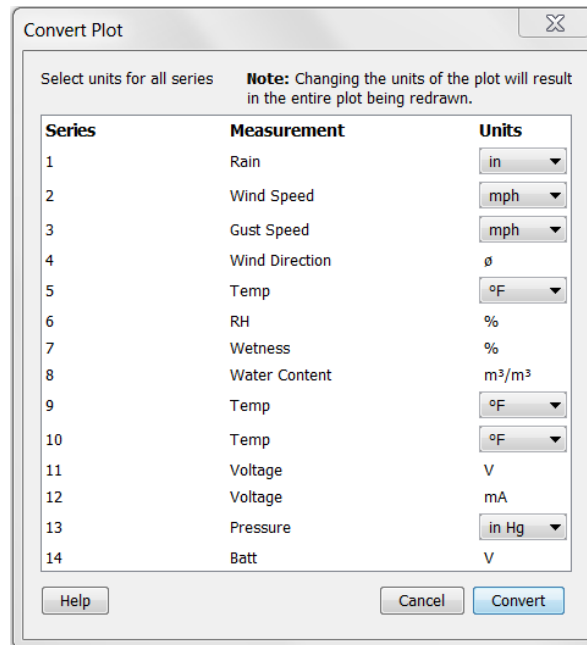 Convert Plot
Select units for all series
Note: Changing the units of the plot will result
in the entire plot being redrawn.
Series Measurement Units
1 Rain in
2 Wind Speed mph
3 Gust Speed mph
4 Wind Direction ø
5 Temp ºF
6 RH %
7 Wetness %
8 Water Content m³/m³
9 Temp ºF
10 Temp ºF
11 Voltage V
12 Voltage mA
13 Pressure in Hg
14 Batt V
Help Cancel Convert